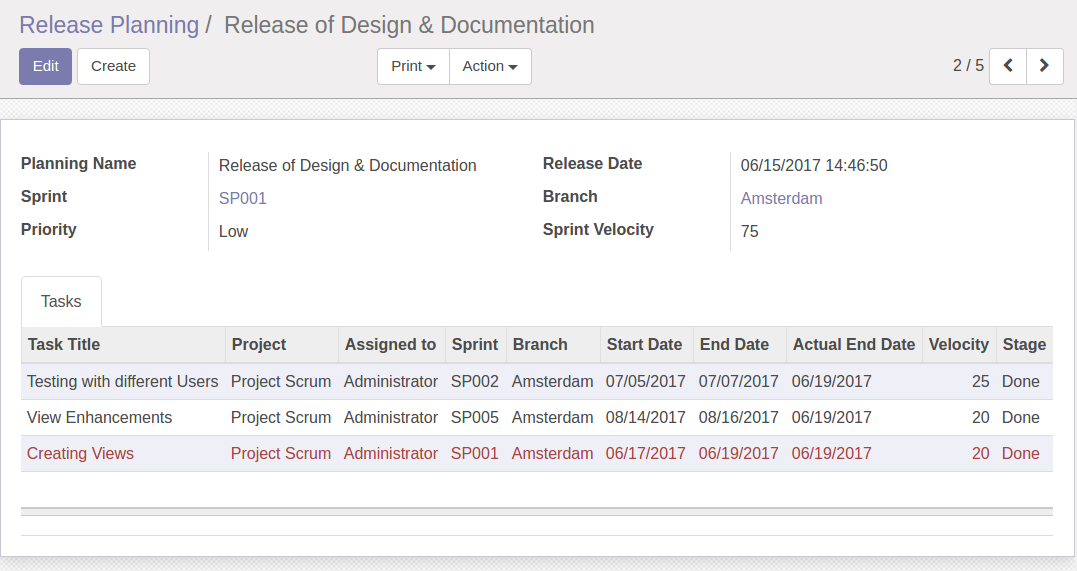 Release Planning / Release of Design & Documentation
Edit Create Print Action 2 / 5
Planning Name Release of Design & Documentation Release Date 06/15/2017 14:46:50
Sprint SP001 Branch Amsterdam
Priority Low Sprint Velocity 75
Tasks
Task Title Project Assigned to Sprint Branch Start Date End Date Actual End Date Velocity Stage
Testing with different Users Project Scrum Administrator SP002 Amsterdam 07/05/2017 07/07/2017 06/19/2017 25 Done
View Enhancements Project Scrum Administrator SP005 Amsterdam 08/14/2017 08/16/2017 06/19/2017 20 Done
Creating Views Project Scrum Administrator SP001 Amsterdam 06/17/2017 06/19/2017 06/19/2017 20 Done